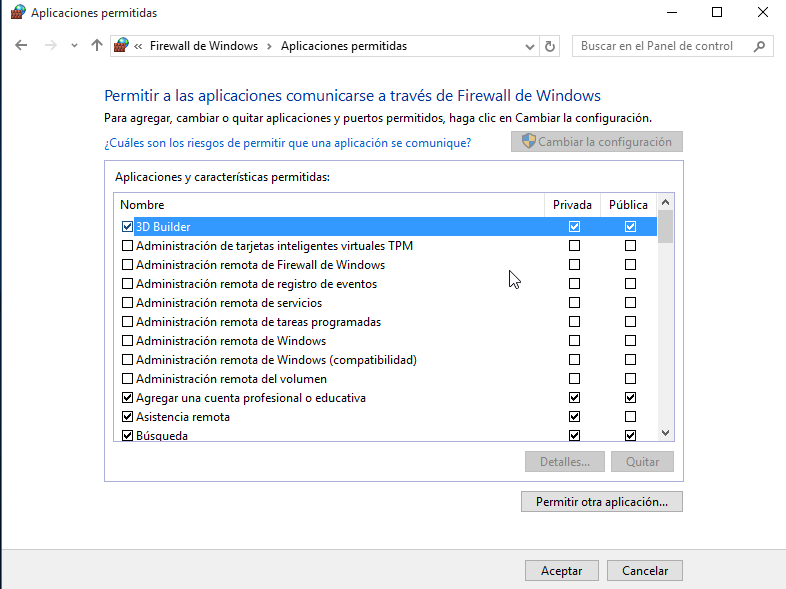 Aplicaciones permitidas
« Firewall de Windows › Aplicaciones permitidas
Buscar en el Panel de control
Permitir a las aplicaciones comunicarse a través de Firewall de Windows
Para agregar, cambiar o quitar aplicaciones y puertos permitidos, haga clic en Cambiar la configuración.
¿Cuáles son los riesgos de permitir que una aplicación se comunique?
Cambiar la configuración
Aplicaciones y características permitidas:
Nombre Privada Pública
3D Builder
Administración de tarjetas inteligentes virtuales TPM
Administración remota de Firewall de Windows
Administración remota de registro de eventos
Administración remota de servicios
Administración remota de tareas programadas
Administración remota de Windows
Administración remota de Windows (compatibilidad)
Administración remota del volumen
Agregar una cuenta profesional o educativa
Asistencia remota
Búsqueda
Detalles... Quitar
Permitir otra aplicación...
Aceptar Cancelar